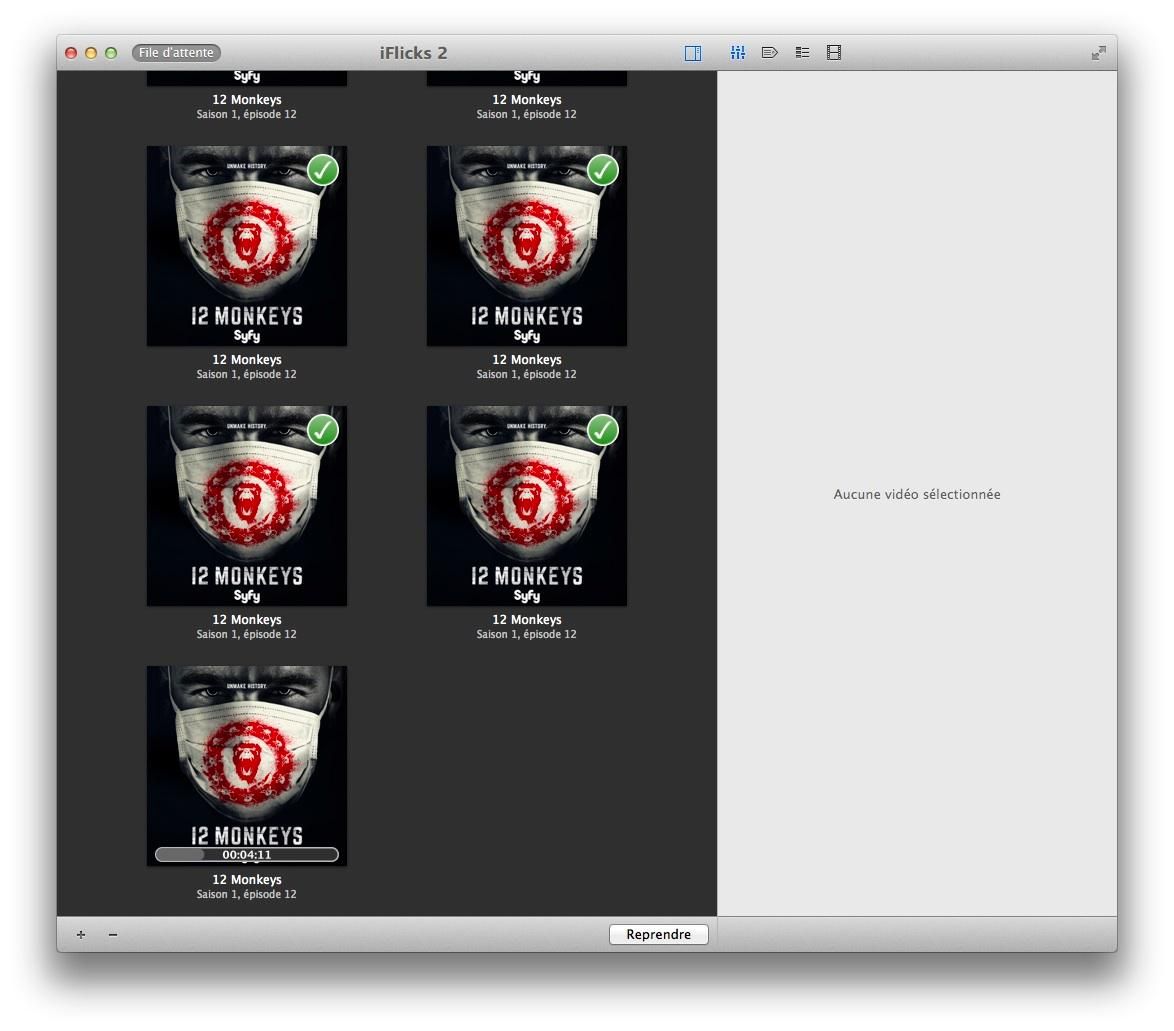 File d'attente
iFlicks 2
Syfy
Syfy
12 Monkeys
Saison 1, épisode 12
12 Monkeys
Saison 1, épisode 12
UNMAKE HISTORY.
12 MONKEYS
Syfy
12 Monkeys
Saison 1, épisode 12
UNMAKE HISTORY.
12 MONKEYS
Syfy
12 Monkeys
Saison 1, épisode 12
UNMAKE HISTORY.
12 MONKEYS
Syfy
12 Monkeys
Saison 1, épisode 12
UNMAKE HISTORY.
12 MONKEYS
Syfy
12 Monkeys
Saison 1, épisode 12
UNMAKE HISTORY.
12 MONKEYS
00:04:11
12 Monkeys
Saison 1, épisode 12
Aucune vidéo sélectionnée
Reprendre